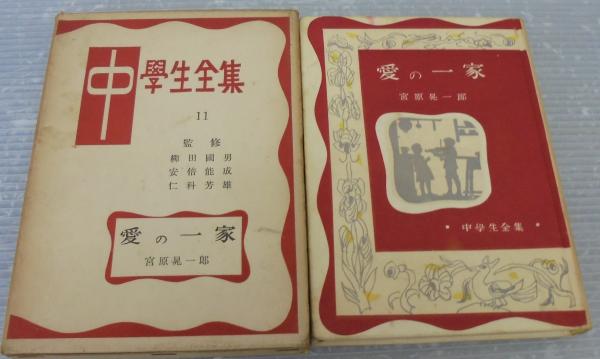 中學生全集
11
監修
柳田國男
安倍能成
仁科芳雄
愛の一家
宮原晃一郎
愛の一家
宮原晃一郎
・中學生全集・